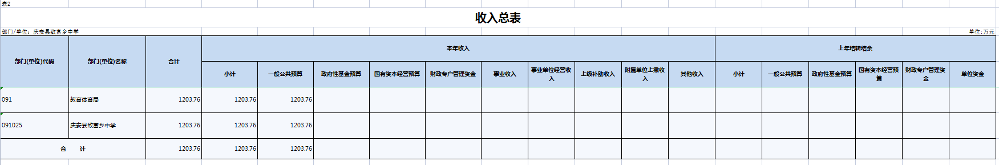 表2
收入总表
部门/单位：庆安县致富乡中学 单位:万元
部门(单位)代码 部门(单位)名称 合计 本年收入 上年结转结余
小计 一般公共预算 政府性基金预算 国有资本经营预算 财政专户管理资金 事业收入 事业单位经营收入 上级补助收入 附属单位上缴收入 其他收入 小计 一般公共预算 政府性基金预算 国有资本经营预算 财政专户管理资金 单位资金
091 教育体育局 1203.76 1203.76 1203.76
091025 庆安县致富乡中学 1203.76 1203.76 1203.76
合 计 1203.76 1203.76 1203.76